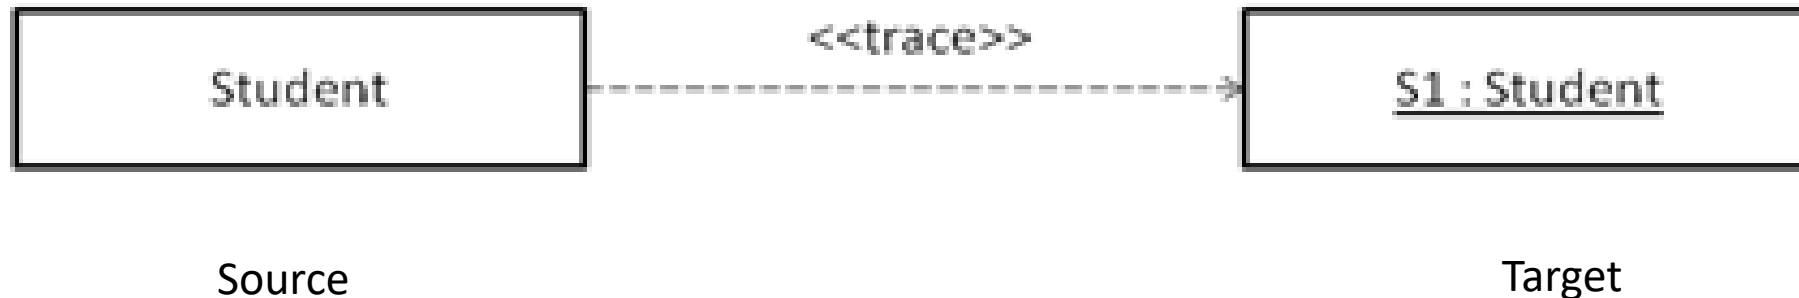 <<trace>>
Student
S1 : Student
Source
Target